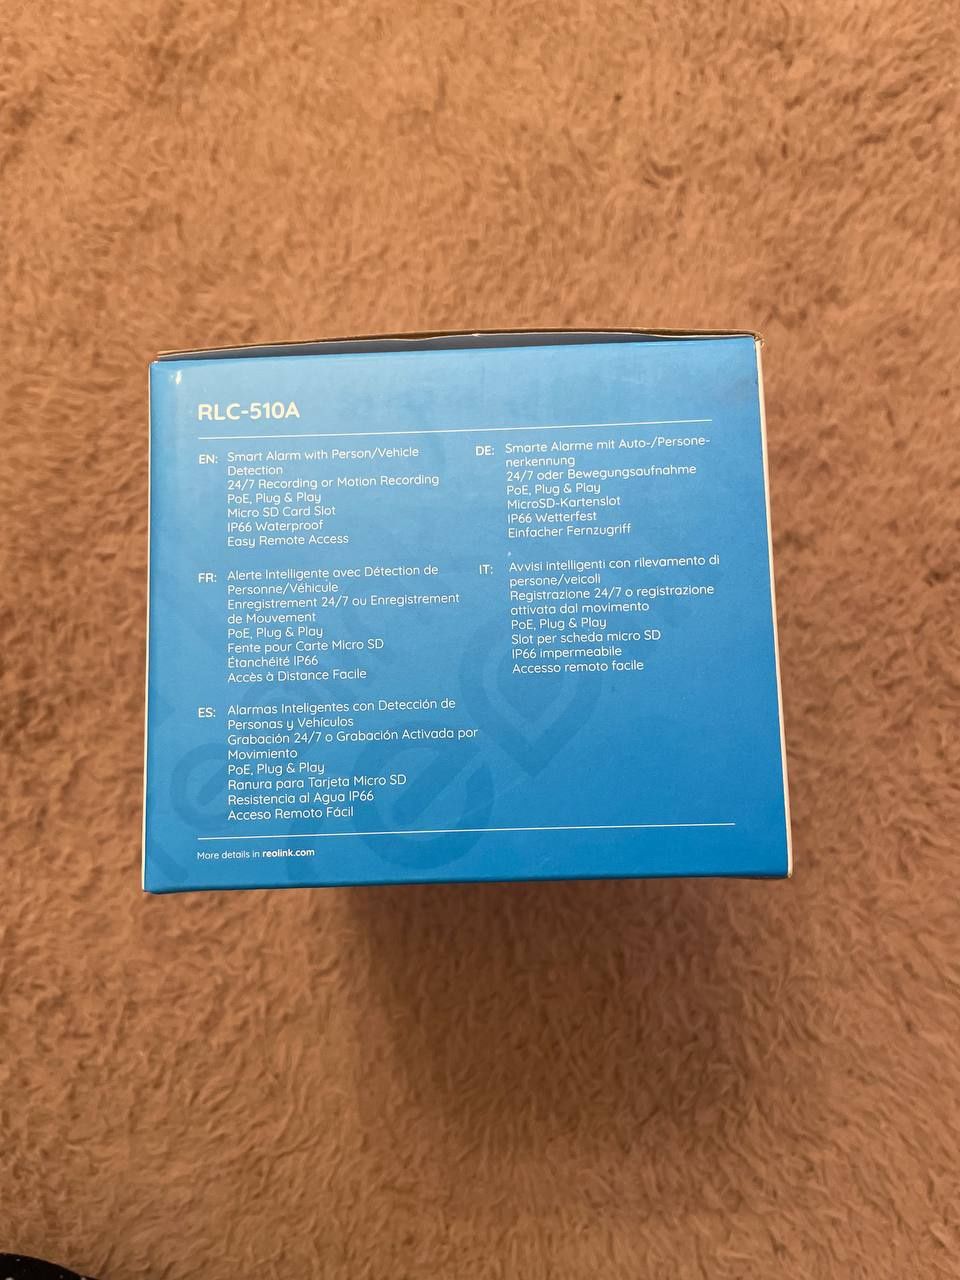 RLC-510A
EN: Smart Alarm with Person/Vehicle
Detection
24/7 Recording or Motion Recording
PoE, Plug & Play
Micro SD Card Slot
IP66 Waterproof
Easy Remote Access
FR: Alerte Intelligente avec Détection de
Personne/Véhicule
Enregistrement 24/7 ou Enregistrement
de Mouvement
PoE, Plug & Play
Fente pour Carte Micro SD
Étanchéité IP66
Accès à Distance Facile
ES: Alarmas Inteligentes con Detección de
Personas y Vehículos
Grabación 24/7 o Grabación Activada por
Movimiento
PoE, Plug & Play
Ranura para Tarjeta Micro SD
Resistencia al Agua IP66
Acceso Remoto Fácil
DE: Smarte Alarme mit Auto-/Persone-
nerkennung
24/7 oder Bewegungsaufnahme
PoE, Plug & Play
MicroSD-Kartenslot
IP66 Wetterfest
Einfacher Fernzugriff
IT: Avvisi intelligenti con rilevamento di
persone/veicoli
Registrazione 24/7 o registrazione
attivata dal movimento
PoE, Plug & Play
Slot per scheda micro SD
IP66 impermeabile
Accesso remoto facile
More details in reolink.com